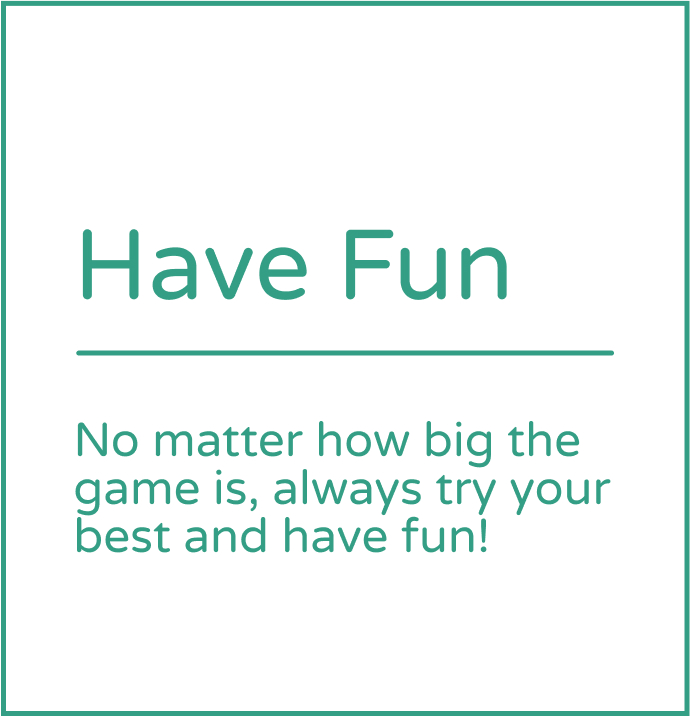 Have Fun
No matter how big the
game is, always try your
best and have fun!